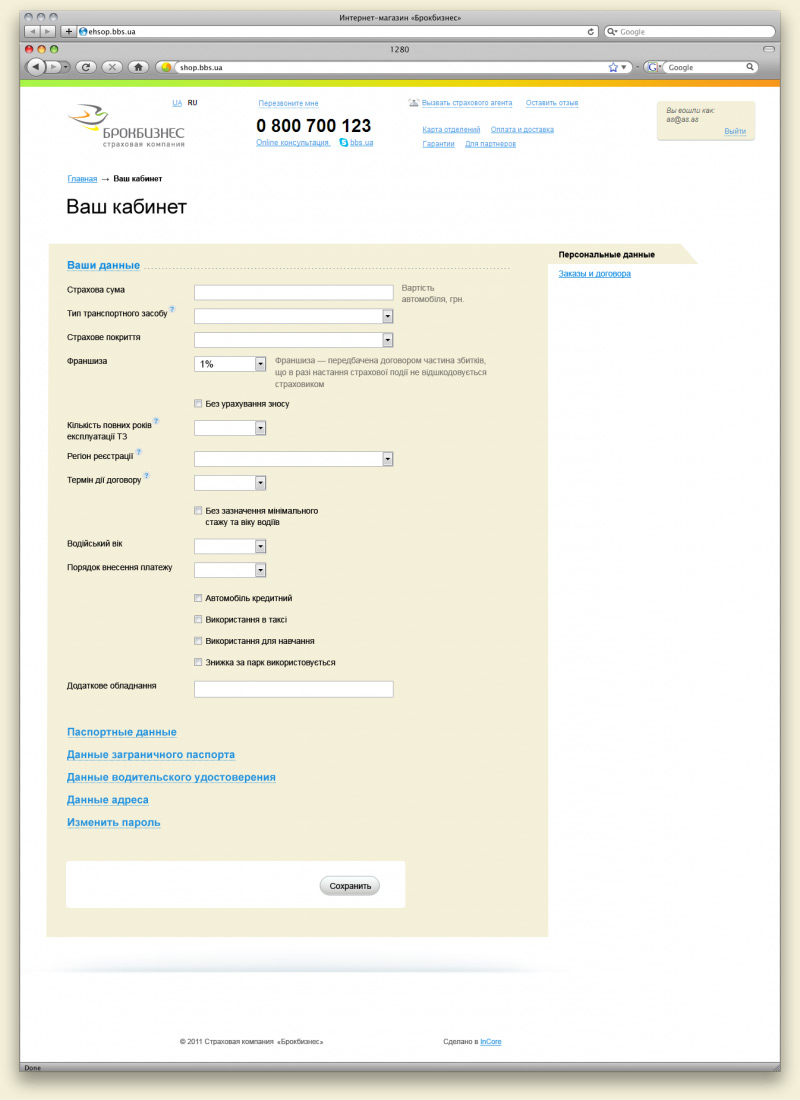 Интернет-магазин «Брокбизнес»
ehsop.bbs.ua
Google
1280
shop.bbs.ua
Google
UA RU
Перезвоните мне
Вызвать страхового агента Оставить отзыв
Вы вошли как:
as@as.as
Выйти
0 800 700 123
БРОКБИЗНЕС
страховая компания
Online консультация bbs.ua
Карта отделений Оплата и доставка
Гарантии Для партнеров
Главная → Ваш кабинет
Ваш кабинет
Персональные данные
Заказы и договора
Ваши данные
Страхова сума
Вартість
автомобіля, грн.
Тип транспортного засобу ?
Страхове покриття
Франшиза
1%
Франшиза — передбачена договором частина збитків,
що в разі настання страхової події не відшкодовується
страховиком
Без урахування зносу
Кількість повних років ?
експлуатації ТЗ
Регіон реєстрації ?
Термін дії договору ?
Без зазначення мінімального
стажу та віку водіїв
Водійський вік
Порядок внесення платежу
Автомобіль кредитний
Використання в таксі
Використання для навчання
Знижка за парк використовується
Додаткове обладнання
Паспортные данные
Данные заграничного паспорта
Данные водительского удостоверения
Данные адреса
Изменить пароль
Сохранить
© 2011 Страховая компания «Брокбизнес»
Сделано в InCore
Done